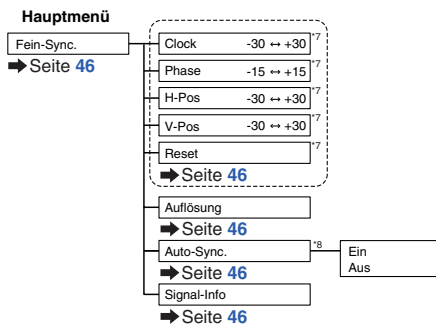 Hauptmenü
Fein-Sync.
➡ Seite 46
Clock -30 ↔ +30 *7
Phase -15 ↔ +15 *7
H-Pos -30 ↔ +30 *7
V-Pos -30 ↔ +30 *7
Reset *7
➡ Seite 46
Auflösung
➡ Seite 46
Auto-Sync. *8
Ein
Aus
➡ Seite 46
Signal-Info
➡ Seite 46